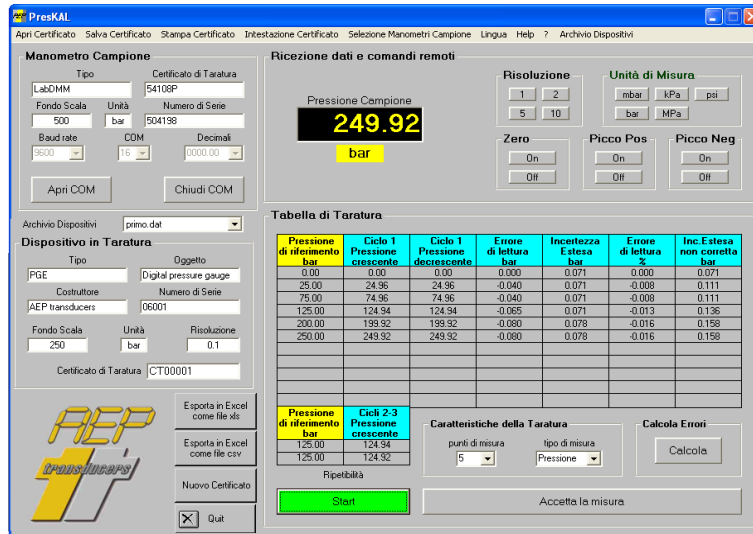 PresKAL
Apri Certificato Salva Certificato Stampa Certificato Intestazione Certificato Selezione Manometri Campione Lingua Help ? Archivio Dispositivi
Manometro Campione
Tipo Certificato di Taratura
LabDMM 54108P
Fondo Scala Unità Numero di Serie
500 bar 504198
Baud rate COM Decimali
9600 16 0000.00
Apri COM Chiudi COM
Archivio Dispositivi primo.dat
Dispositivo in Taratura
Tipo Oggetto
PGE Digital pressure gauge
Costruttore Numero di Serie
AEP transducers 06001
Fondo Scala Unità Risoluzione
250 bar 0.1
Certificato di Taratura CT00001
AEP
transducers
Esporta in Excel
come file xls
Esporta in Excel
come file csv
Nuovo Certificato
Quit
Ricezione dati e comandi remoti
Pressione Campione
249.92
bar
Risoluzione
1 2
5 10
Unità di Misura
mbar kPa psi
bar MPa
Zero
On
Off
Picco Pos
On
Off
Picco Neg
On
Off
Tabella di Taratura
Pressione Ciclo 1 Ciclo 1 Errore Incertezza Errore Inc.Estesa
di riferimento Pressione Pressione di lettura Estesa di lettura non corretta
bar crescente decrescente bar bar % bar
0.00 0.00 0.00 0.000 0.071 0.000 0.071
25.00 24.96 24.96 -0.040 0.071 -0.008 0.111
75.00 74.96 74.96 -0.040 0.071 -0.008 0.111
125.00 124.94 124.94 -0.065 0.071 -0.013 0.136
200.00 199.92 199.92 -0.080 0.078 -0.016 0.158
250.00 249.92 249.92 -0.080 0.078 -0.016 0.158
Pressione Cicli 2-3
di riferimento Pressione
bar crescente
125.00 124.94
125.00 124.92
Ripetibilità
Caratteristiche della Taratura
punti di misura tipo di misura
5 Pressione
Calcola Errori
Calcola
Start Accetta la misura